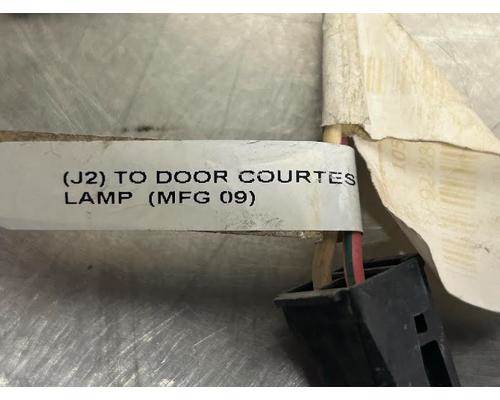 (J2) TO DOOR COURTES
LAMP (MFG 09)